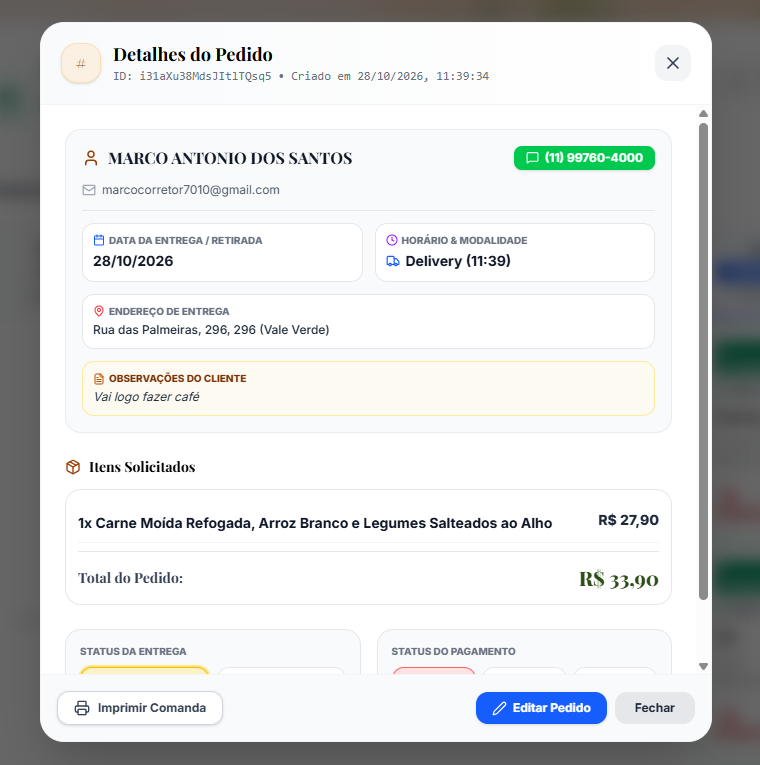 #
Detalhes do Pedido
ID: i31aXu38MdsJItlTQsq5 • Criado em 28/10/2026, 11:39:34
MARCO ANTONIO DOS SANTOS
(11) 99760-4000
marcocorretor7010@gmail.com
DATA DA ENTREGA / RETIRADA
28/10/2026
HORÁRIO & MODALIDADE
Delivery (11:39)
ENDEREÇO DE ENTREGA
Rua das Palmeiras, 296, 296 (Vale Verde)
OBSERVAÇÕES DO CLIENTE
Vai logo fazer café
Itens Solicitados
1x Carne Moída Refogada, Arroz Branco e Legumes Salteados ao Alho
R$ 27,90
Total do Pedido:
R$ 33,90
STATUS DA ENTREGA
STATUS DO PAGAMENTO
Imprimir Comanda
Editar Pedido
Fechar